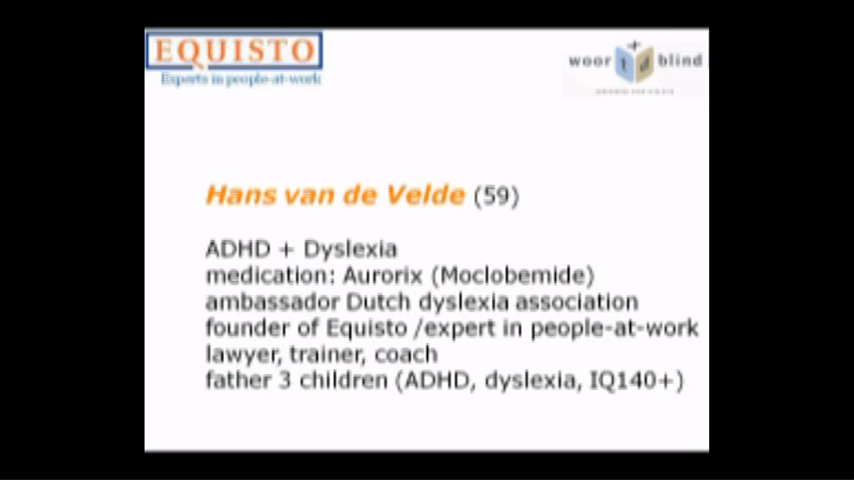 EQUISTO
Experts in people-at-work
woor t d blind
Hans van de Velde (59)
ADHD + Dyslexia
medication: Aurorix (Moclobemide)
ambassador Dutch dyslexia association
founder of Equisto /expert in people-at-work
lawyer, trainer, coach
father 3 children (ADHD, dyslexia, IQ140+)